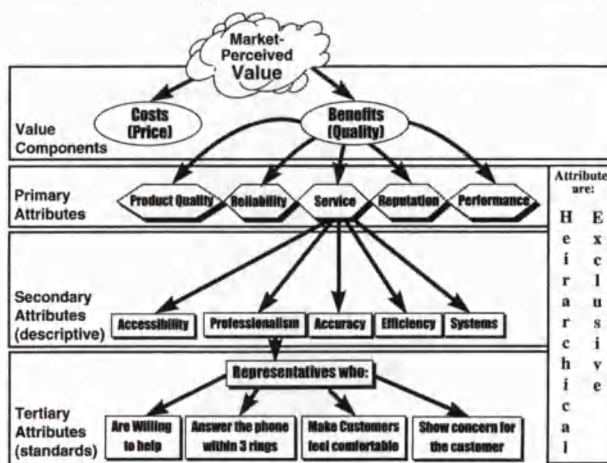 Market-
Perceived
Value
Costs
(Price)
Benefits
(Quality)
Value
Components
Primary
Attributes
Product Quality
Reliability
Service
Reputation
Performance
Attributes
are:
Heirarchical
Exclusive
Secondary
Attributes
(descriptive)
Accessibility
Professionalism
Accuracy
Efficiency
Systems
Representatives who:
Tertiary
Attributes
(standards)
Are Willing
to help
Answer the phone
within 3 rings
Make Customers
feel comfortable
Show concern for
the customer